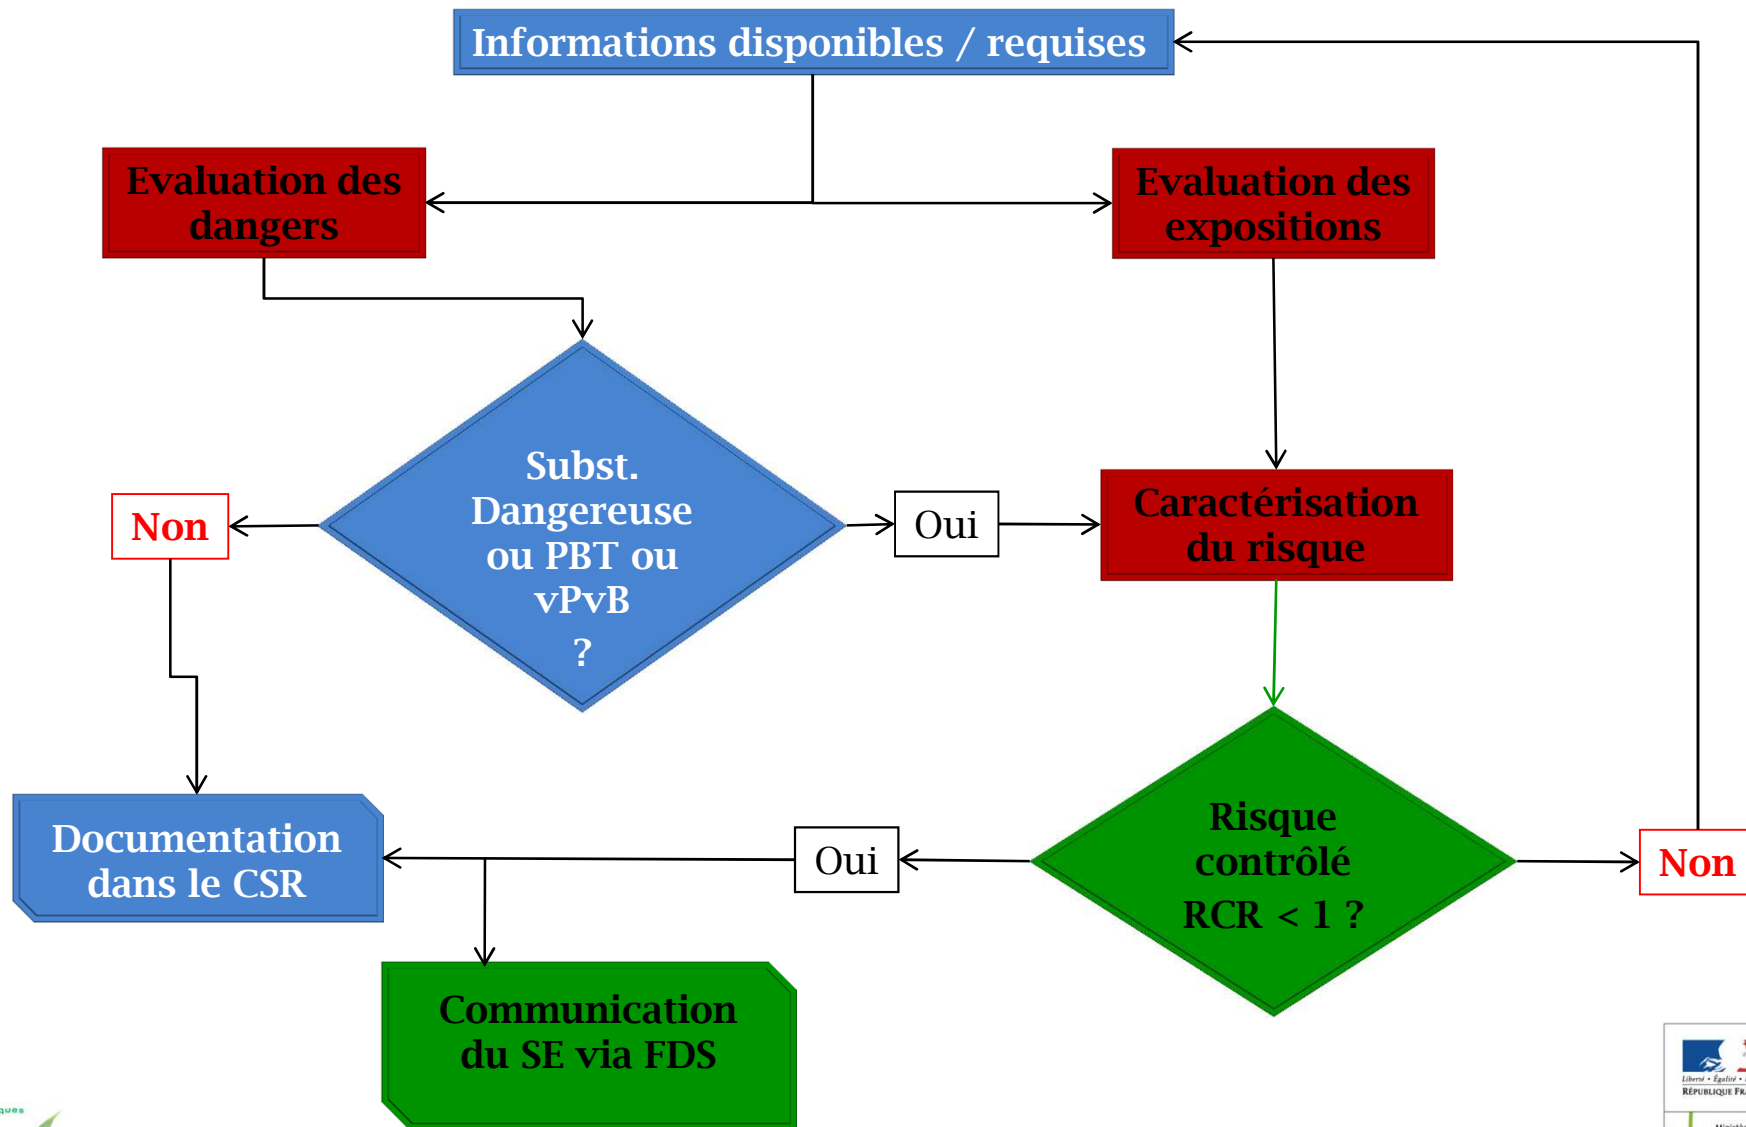 Informations disponibles / requises
Evaluation des
dangers
Evaluation des
expositions
Subst.
Dangereuse
ou PBT ou
vPvB
?
Non
Oui
Caractérisation
du risque
Documentation
dans le CSR
Oui
Risque
contrôlé
RCR < 1 ?
Non
Communication
du SE via FDS
Liberté • Égalité •
RÉPUBLIQUE